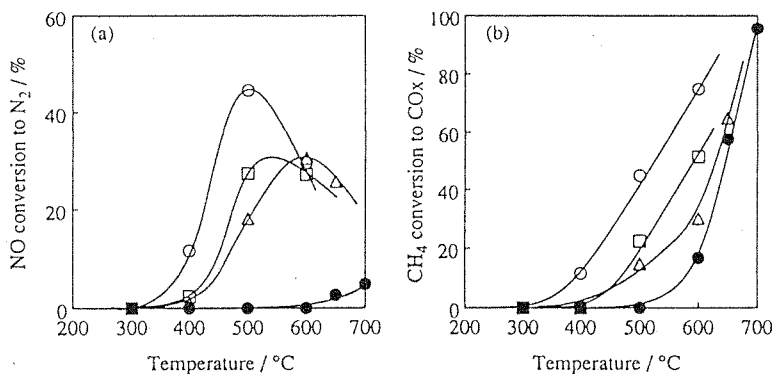 (a)
NO conversion to N2 / %
60
40
20
0
200 300 400 500 600 700
Temperature / °C
(b)
CH4 conversion to COx / %
100
80
60
40
20
0
200 300 400 500 600 700
Temperature / °C